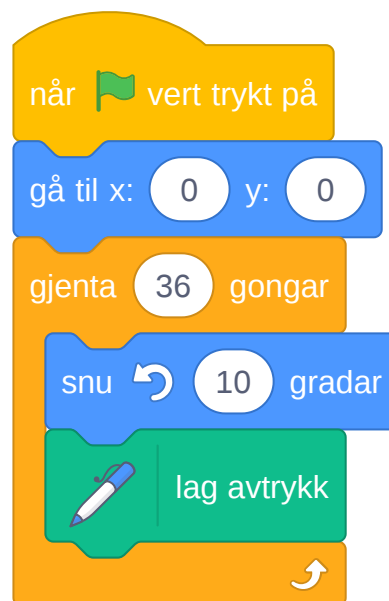 når vert trykt på
gå til x: 0 y: 0
gjenta 36 gongar
snu 10 gradar
lag avtrykk